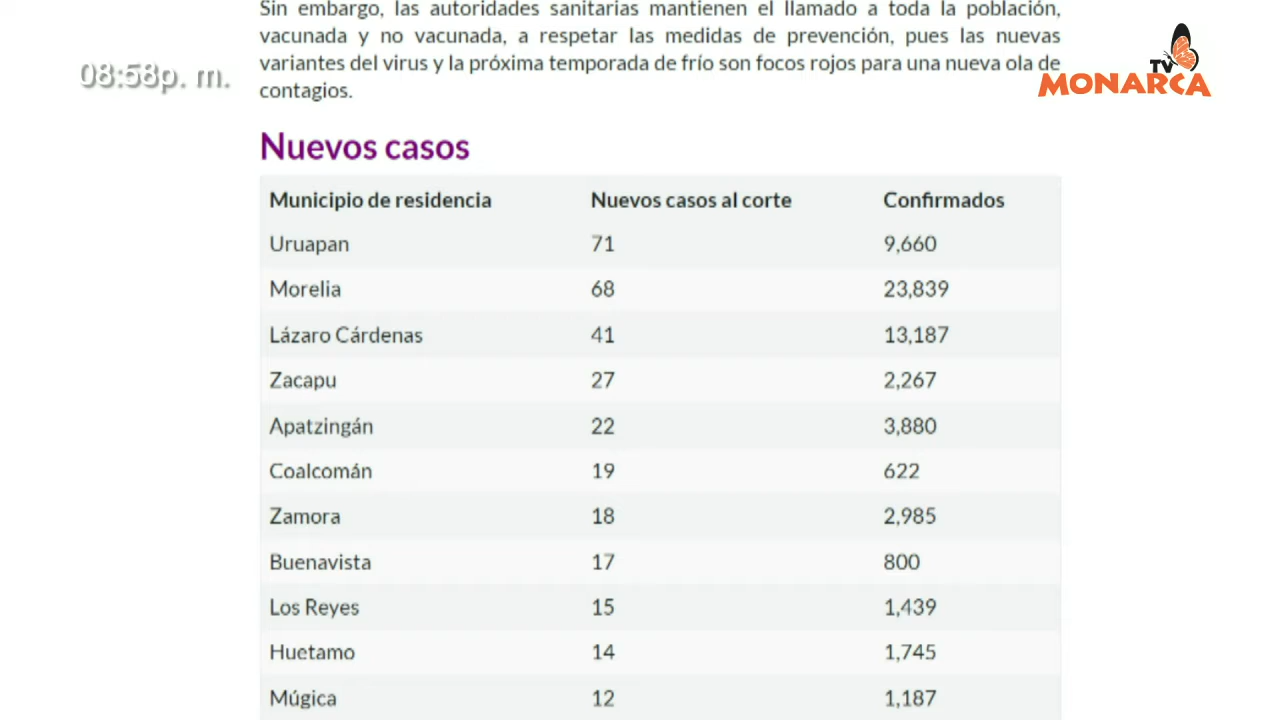 Sin embargo, las autoridades sanitarias mantienen el llamado a toda la población,
vacunada y no vacunada, a respetar las medidas de prevención, pues las nuevas
variantes del virus y la próxima temporada de frío son focos rojos para una nueva ola de
contagios.
08:58p. m.
TV
MONARCA
Nuevos casos
Municipio de residencia Nuevos casos al corte Confirmados
Uruapan 71 9,660
Morelia 68 23,839
Lázaro Cárdenas 41 13,187
Zacapu 27 2,267
Apatzingán 22 3,880
Coalcomán 19 622
Zamora 18 2,985
Buenavista 17 800
Los Reyes 15 1,439
Huetamo 14 1,745
Múgica 12 1,187